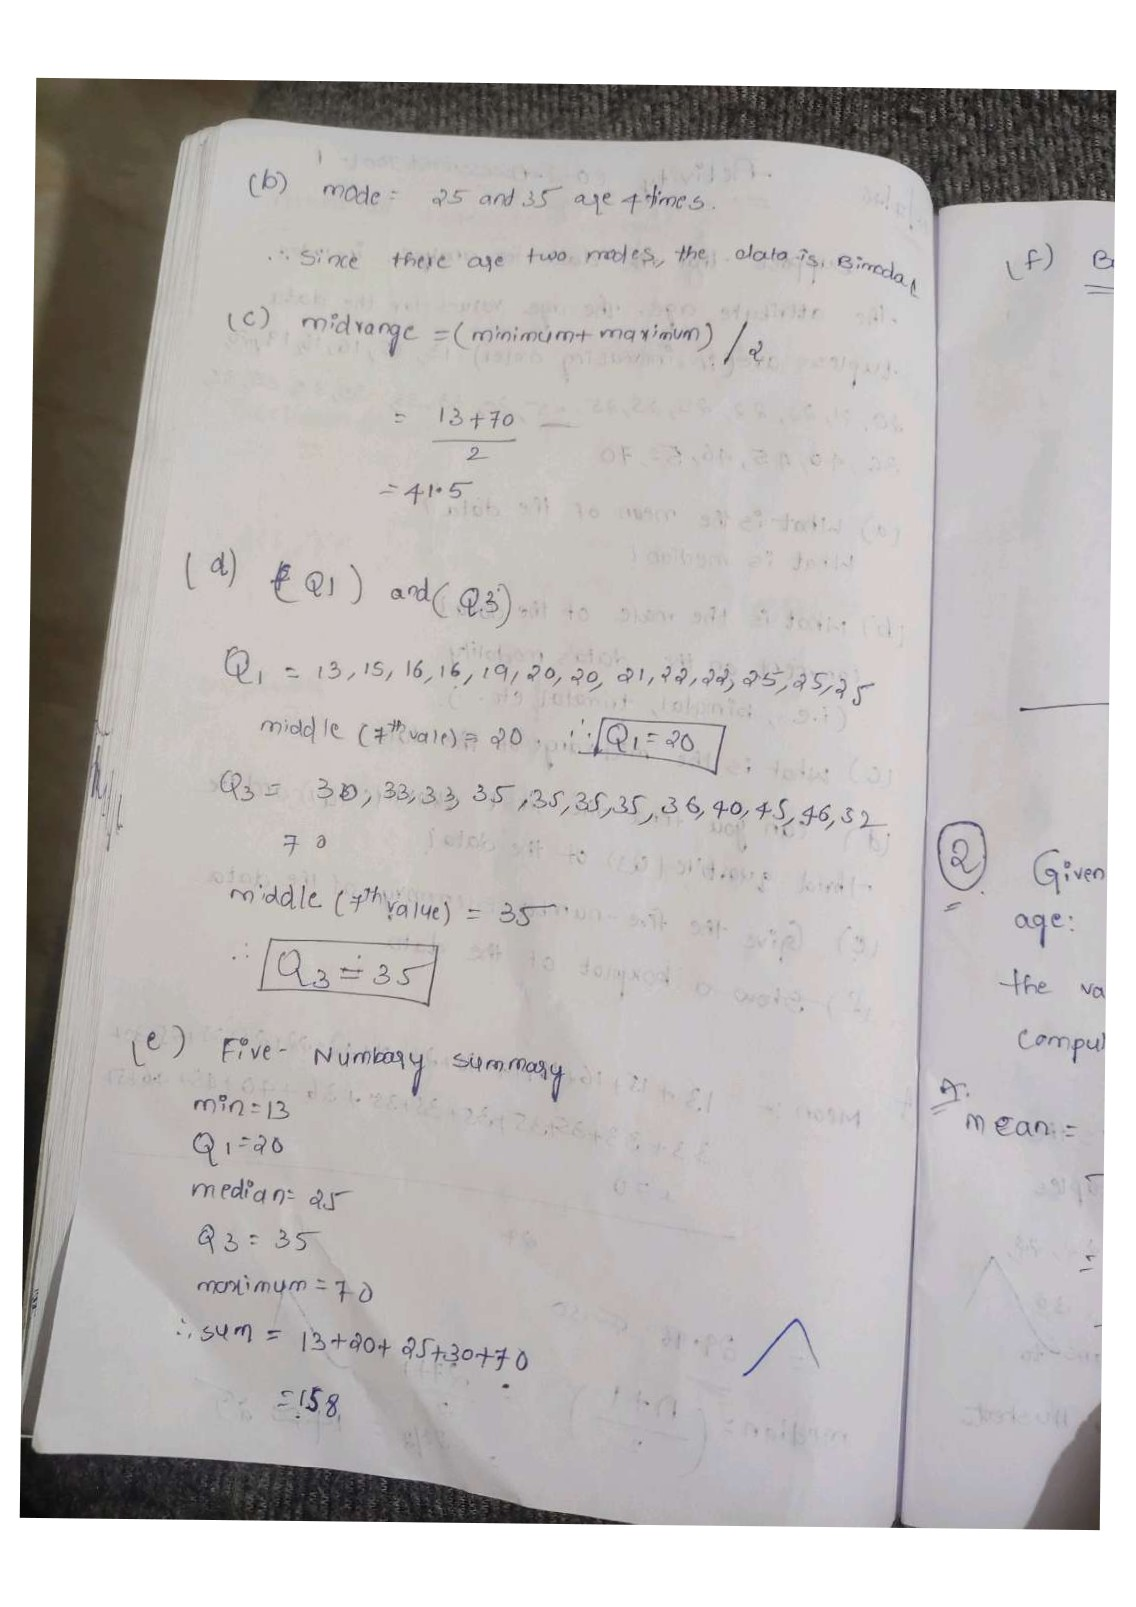 (b) mode = 25 and 35 are 4 times.
∴ Since there are two modes, the data is, Bimodal
(c) midrange = (minimum + maximum) / 2
= 13+70
2
= 41.5
(d) (Q1) and (Q3)
Q1 = 13, 15, 16, 16, 19, 20, 20, 21, 22, 22, 25, 25, 25
middle (7th vale) = 20 ∴ Q1 = 20
Q3 = 30, 33, 33, 35, 35, 35, 35, 36, 40, 45, 46, 52
70
middle (7th value) = 35
∴ Q3 = 35
(e) Five- Numbary summary
min = 13
Q1 = 20
median = 25
Q3 = 35
maximum = 70
∴ sum = 13+20+ 25+30+70
= 158
(f) B
2 Given
age:
the va
compu
A.
mean =
=